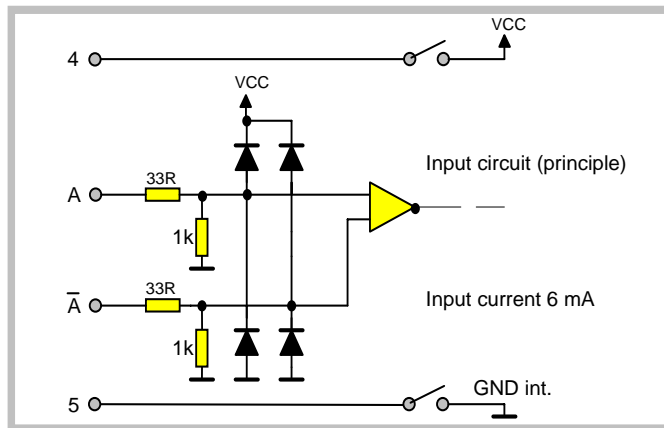 VCC
4
VCC
Input circuit (principle)
33R
A
1k
33R
A̅
Input current 6 mA
1k
GND int.
5